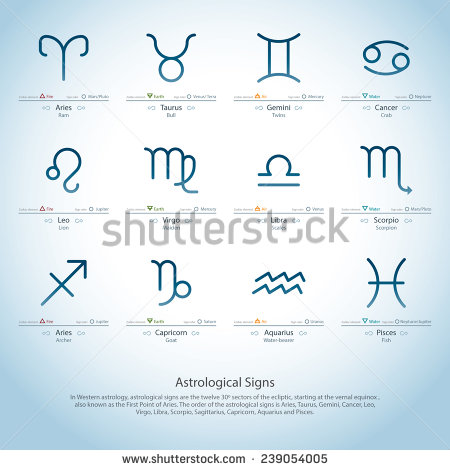 Fire Mars/Pluto Earth Venus/Terra Air Mercury Water Neptune
Aries Taurus Gemini Cancer
Ram Bull Twins Crab
Fire Jupiter Earth Mercury Air Water Mars/Pluto
Leo Virgo Libra Scorpio
Lion Maiden Scales Scorpion
shutterstock
Fire Jupiter Earth Air Uranus Water Neptune/Jupiter
Aries Capricorn Aquarius Pisces
Archer Goat Water-bearer Fish
Astrological Signs
In Western astrology, astrological signs are the twelve 30° sectors of the ecliptic, starting at the vernal equinox ,
also known as the First Point of Aries. The order of the astrological signs is Aries, Taurus, Gemini, Cancer, Leo,
Virgo, Libra, Scorpio, Sagittarius, Capricorn, Aquarius and Pisces.
www.shutterstock.com · 239054005